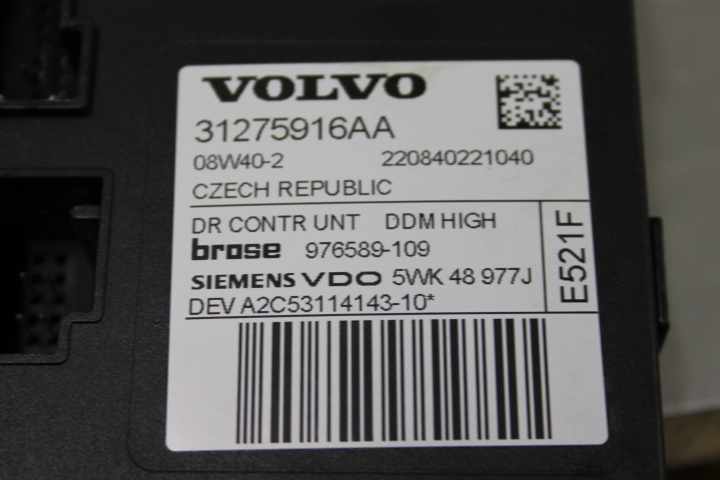 VOLVO
31275916AA
08W40-2 220840221040
CZECH REPUBLIC
DR CONTR UNT DDM HIGH
brose 976589-109
SIEMENS VDO 5WK 48 977J
DEV A2C53114143-10*
E521F